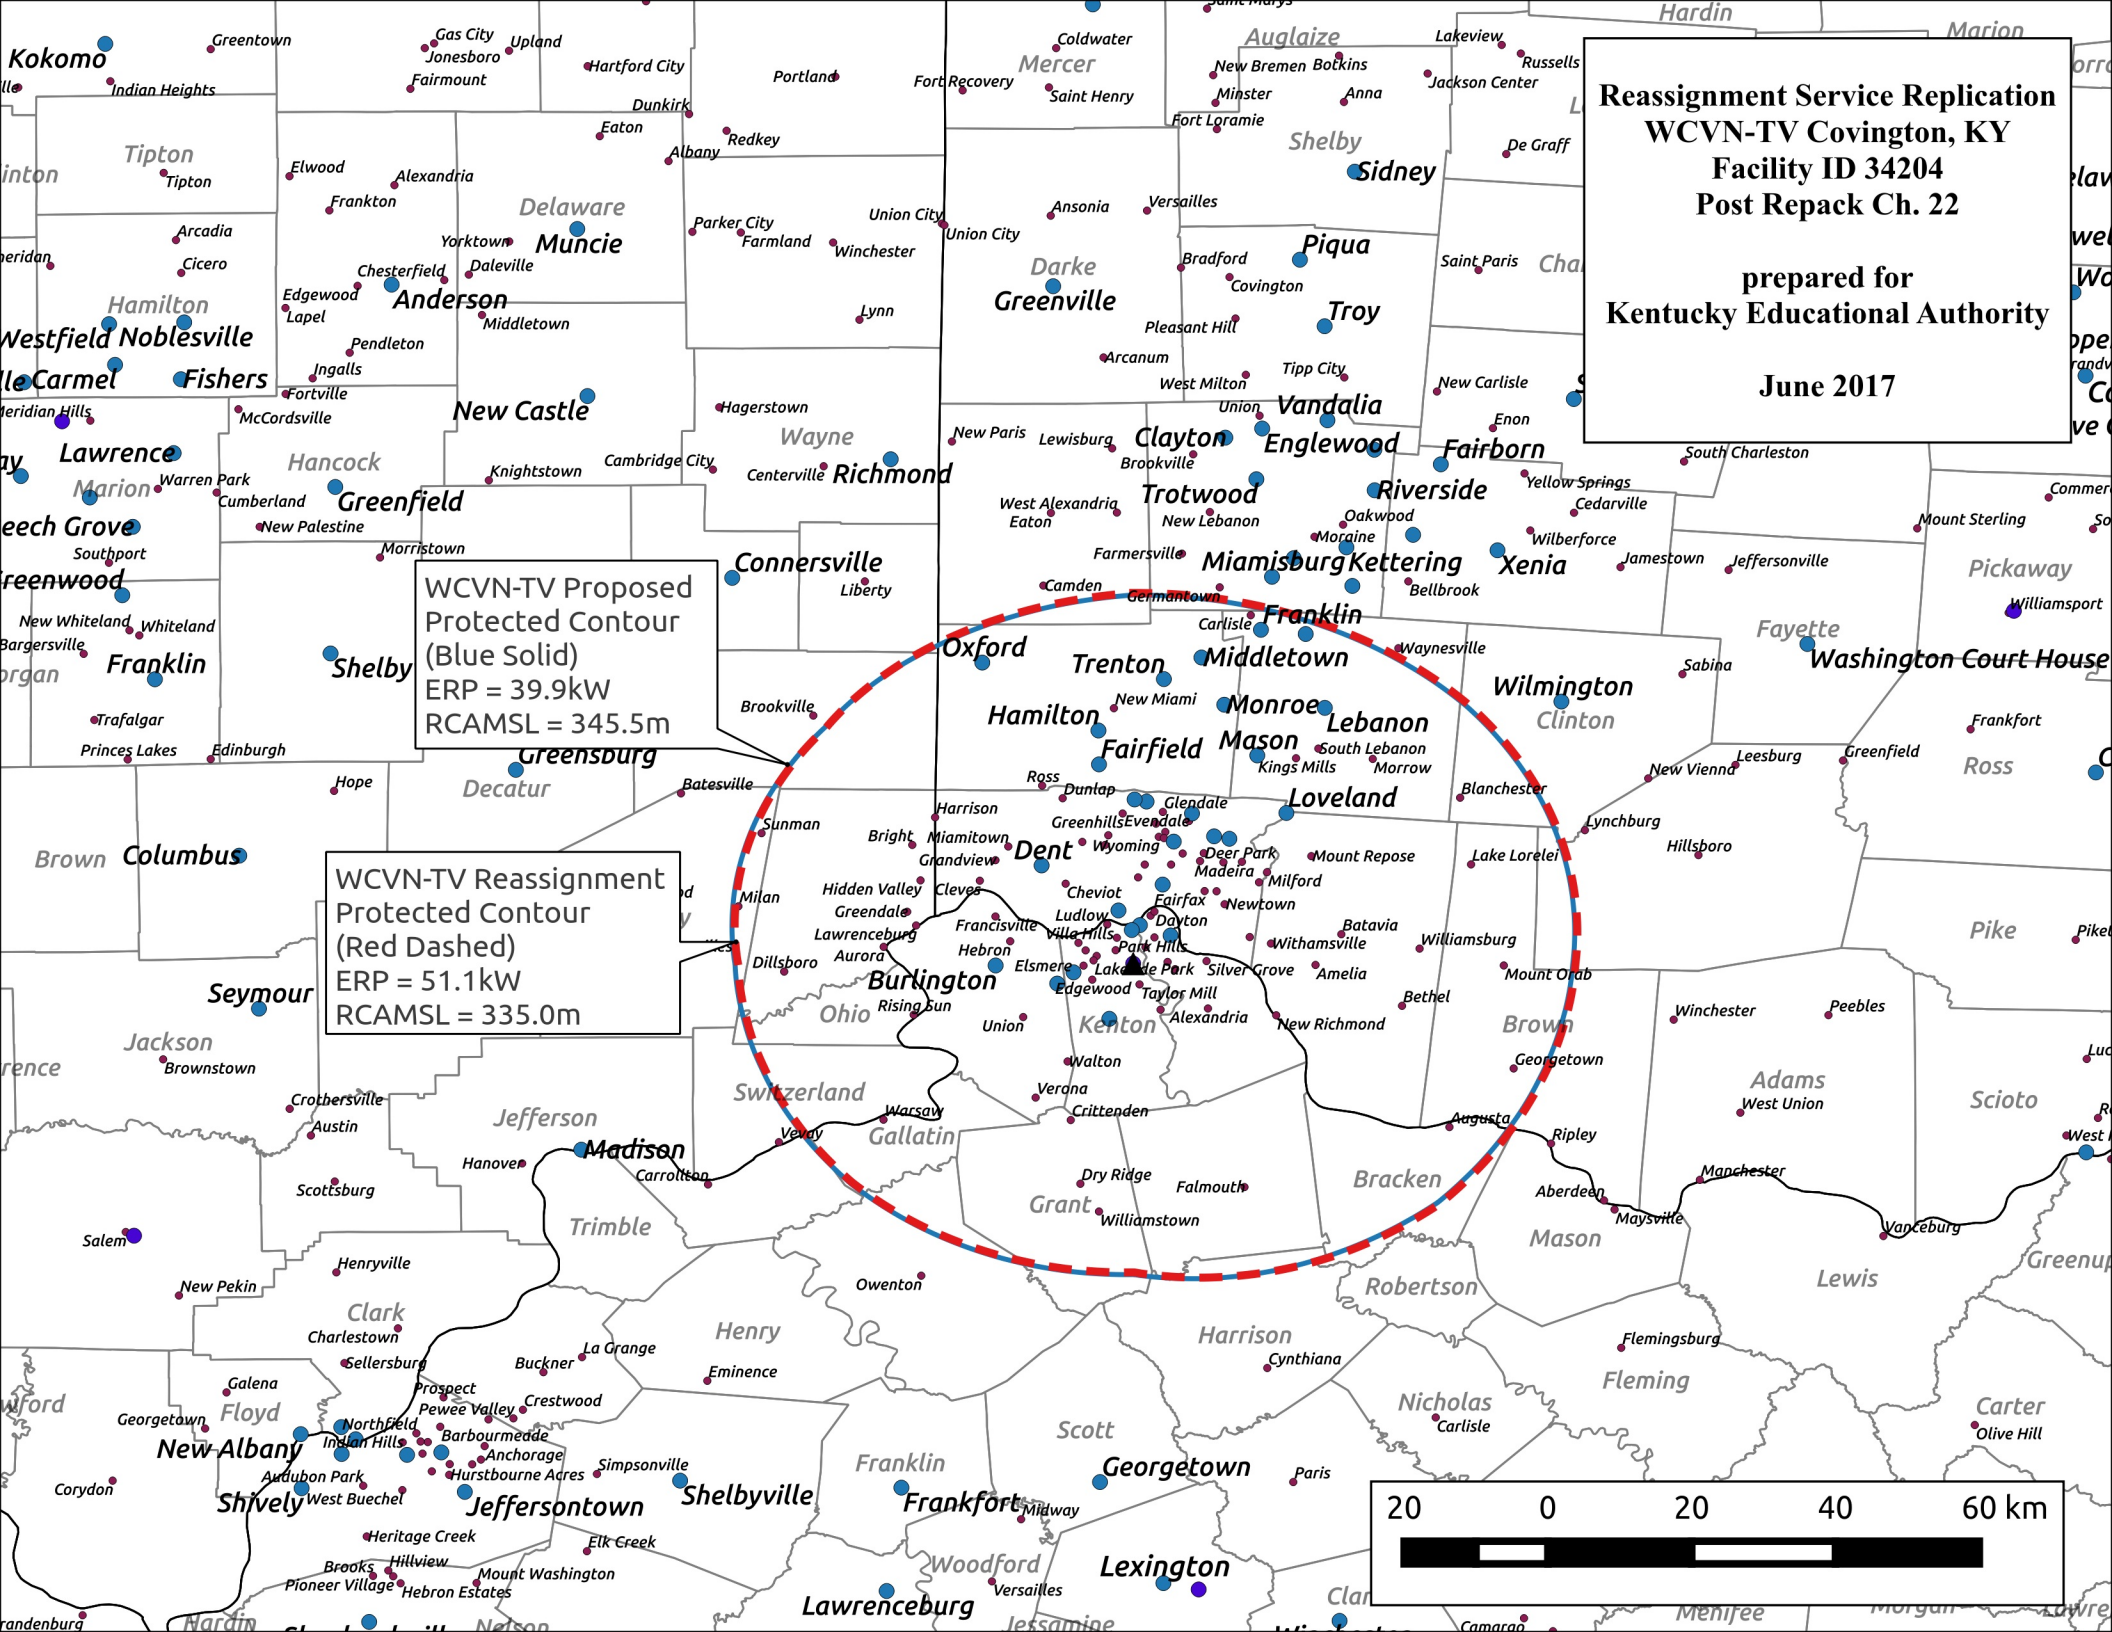 Reassignment Service Replication
WCVN-TV Covington, KY
Facility ID 34204
Post Repack Ch. 22
prepared for
Kentucky Educational Authority
June 2017
WCVN-TV Proposed
Protected Contour
(Blue Solid)
ERP = 39.9kW
RCAMSL = 345.5m
WCVN-TV Reassignment
Protected Contour
(Red Dashed)
ERP = 51.1kW
RCAMSL = 335.0m
20 0 20 40 60 km
Hardin
Marion
Kokomo
Greentown
Gas City
Jonesboro
Upland
Fairmount
Hartford City
Portland
Fort Recovery
Coldwater
Mercer
Saint Henry
Auglaize
New Bremen
Botkins
Lakeview
Russells
Jackson Center
Indian Heights
Dunkirk
Minster
Anna
Fort Loramie
Eaton
Redkey
Albany
Shelby
De Graff
Tipton
Tipton
Elwood
Alexandria
Sidney
Frankton
Delaware
Muncie
Parker City
Farmland
Union City
Union City
Winchester
Ansonia
Versailles
Arcadia
Cicero
Yorktown
Daleville
Chesterfield
Anderson
Edgewood
Lapel
Hamilton
Westfield
Noblesville
Middletown
Lynn
Darke
Greenville
Bradford
Covington
Piqua
Saint Paris
Troy
Pleasant Hill
Pendleton
Ingalls
Arcanum
Carmel
Fishers
Fortville
McCordsville
New Castle
Hagerstown
West Milton
Tipp City
New Carlisle
Union
Vandalia
Enon
Lawrence
Warren Park
Marion
Cumberland
Hancock
Greenfield
Knightstown
Cambridge City
Wayne
Centerville
Richmond
New Paris
Lewisburg
Clayton
Brookville
Englewood
Fairborn
South Charleston
Yellow Springs
Trotwood
Riverside
Cedarville
New Palestine
West Alexandria
Eaton
New Lebanon
Oakwood
Moraine
Wilberforce
Mount Sterling
Southport
Morristown
Connersville
Liberty
Farmersville
Miamisburg
Kettering
Xenia
Jamestown
Jeffersonville
Pickaway
Camden
Germantown
Bellbrook
Williamsport
New Whiteland
Whiteland
Bargersville
Franklin
Carlisle
Franklin
Fayette
Washington Court House
Shelby
Oxford
Trenton
Middletown
Waynesville
Sabina
Wilmington
Clinton
Trafalgar
Princes Lakes
Edinburgh
Brookville
New Miami
Hamilton
Monroe
Lebanon
Frankfort
Greensburg
Decatur
Fairfield
Mason
South Lebanon
Kings Mills
Morrow
Leesburg
Greenfield
New Vienna
Ross
Hope
Batesville
Ross
Dunlap
Blanchester
Loveland
Glendale
Sunman
Harrison
Greenhills
Evendale
Lynchburg
Hillsboro
Brown
Columbus
Bright
Miamitown
Grandview
Dent
Wyoming
Deer Park
Mount Repose
Lake Lorelei
Madeira
Milford
Milan
Hidden Valley
Cleves
Cheviot
Fairfax
Newtown
Greendale
Ludlow
Dayton
Lawrenceburg
Francisville
Villa Hills
Batavia
Williamsburg
Pike
Aurora
Hebron
Park Hills
Withamsville
Dillsboro
Burlington
Elsmere
Silver Grove
Amelia
Mount Orab
Edgewood
Taylor Mill
Bethel
Seymour
Rising Sun
Ohio
Union
Kenton
Alexandria
New Richmond
Brown
Winchester
Peebles
Jackson
Brownstown
Walton
Georgetown
Switzerland
Verona
Adams
West Union
Scioto
Crothersville
Austin
Jefferson
Madison
Warsaw
Gallatin
Crittenden
Augusta
Ripley
Vevay
Hanover
Carrollton
Scottsburg
Dry Ridge
Falmouth
Bracken
Manchester
Grant
Williamstown
Aberdeen
Maysville
Vanceburg
Salem
Trimble
Mason
Henryville
New Pekin
Owenton
Robertson
Lewis
Clark
Charlestown
Henry
Harrison
Flemingsburg
Sellersburg
Buckner
La Grange
Eminence
Cynthiana
Fleming
Galena
Floyd
Georgetown
Prospect
Pewee Valley
Crestwood
Nicholas
Carlisle
Carter
Olive Hill
Northfield
Indian Hills
Barbourmeade
Anchorage
Scott
New Albany
Audubon Park
Hurstbourne Acres
Simpsonville
Franklin
Georgetown
Paris
Corydon
Shively
West Buechel
Jeffersontown
Shelbyville
Frankfort
Midway
Heritage Creek
Elk Creek
Brooks
Hillview
Pioneer Village
Hebron Estates
Mount Washington
Woodford
Versailles
Lexington
Lawrenceburg
Hardin
Nelson
Jessamine
Menifee
Morgan
Camargo